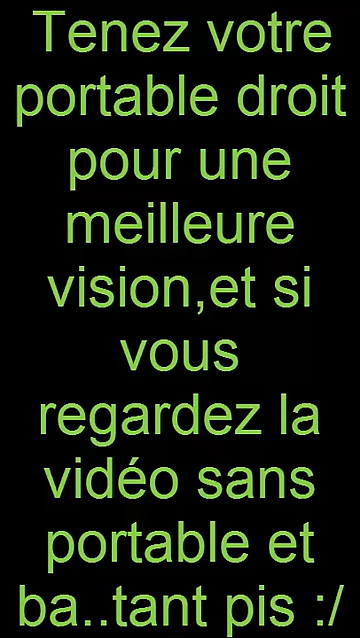 Tenez votre
portable droit
pour une
meilleure
vision,et si
vous
regardez la
vidéo sans
portable et
ba..tant pis :/